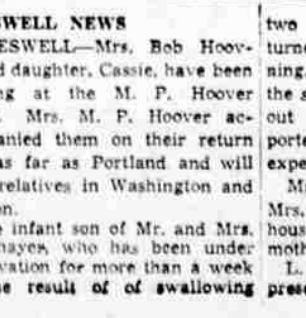 SWELL NEWS
ESWELL—Mrs. Bob Hoov-
d daughter, Cassie, have been
ng at the M. P. Hoover
. Mrs. M. P. Hoover ac-
anied them on their return
as far as Portland and will
relatives in Washington and
on.
e infant son of Mr. and Mrs.
hayes, who has been under
vation for more than a week
e result of of swallowing
two
turne
ning.
the s
out
porte
expe
M
Mrs.
hous
moth
L.
prese